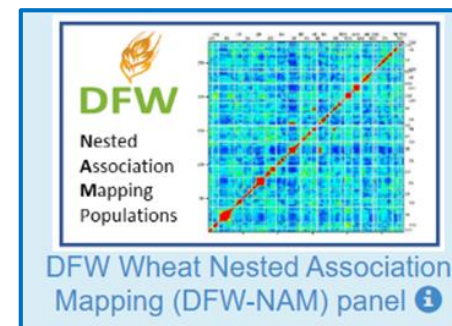 DFW
Nested
Association
Mapping
Populations
DFW Wheat Nested Association
Mapping (DFW-NAM) panel